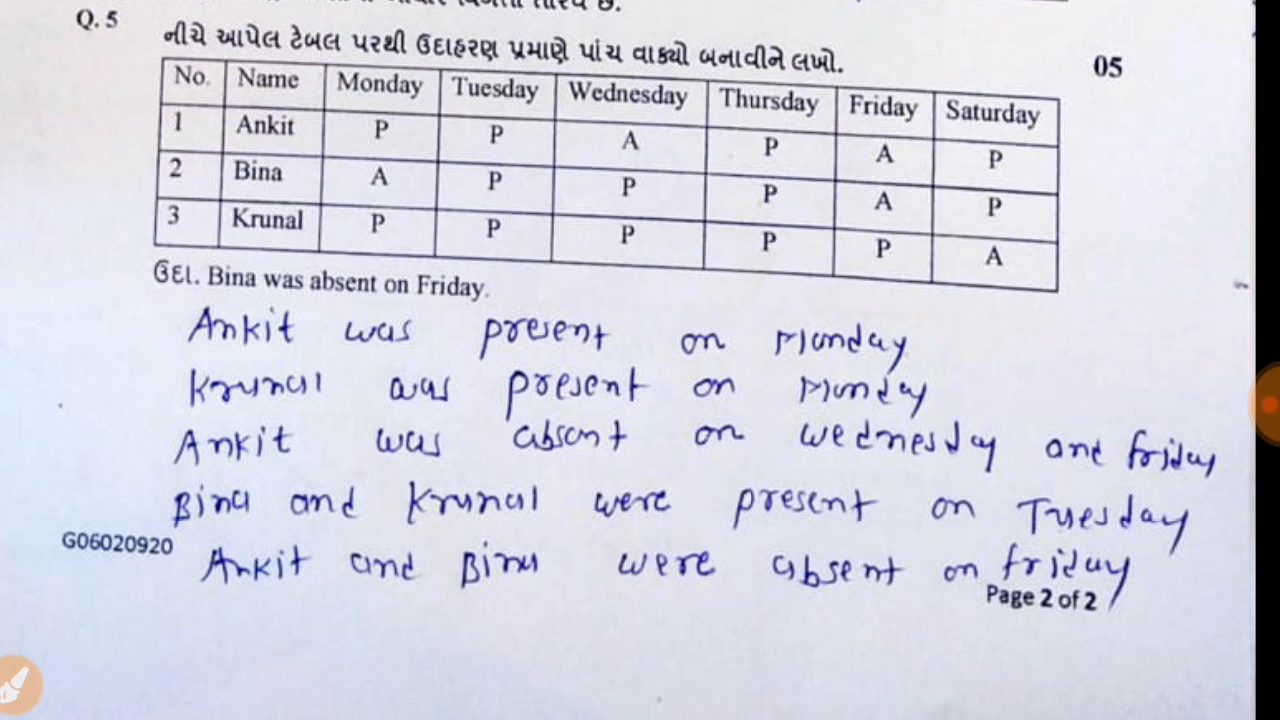 તારવ છે.
Q. 5
નીચે આપેલ ટેબલ પરથી ઉદાહરણ પ્રમાણે પાંચ વાક્યો બનાવીને લખો.
05
No. Name Monday Tuesday Wednesday Thursday Friday Saturday
1 Ankit P P A P A P
2 Bina A P P P A P
3 Krunal P P P P P A
ઉદા. Bina was absent on Friday.
Ankit was present on Monday
Krunal was present on Monday
Ankit was absent on wednesday and friday
Bina and Krunal were present on Tuesday
G06020920
Ankit and Bina were absent on friday
Page 2 of 2